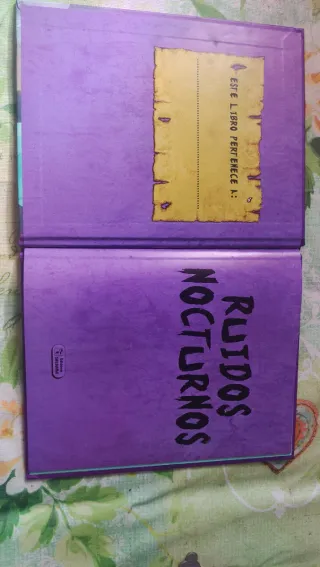 ESTE LIBRO PERTENECE A:
RUIDOS
NOCTURNOS